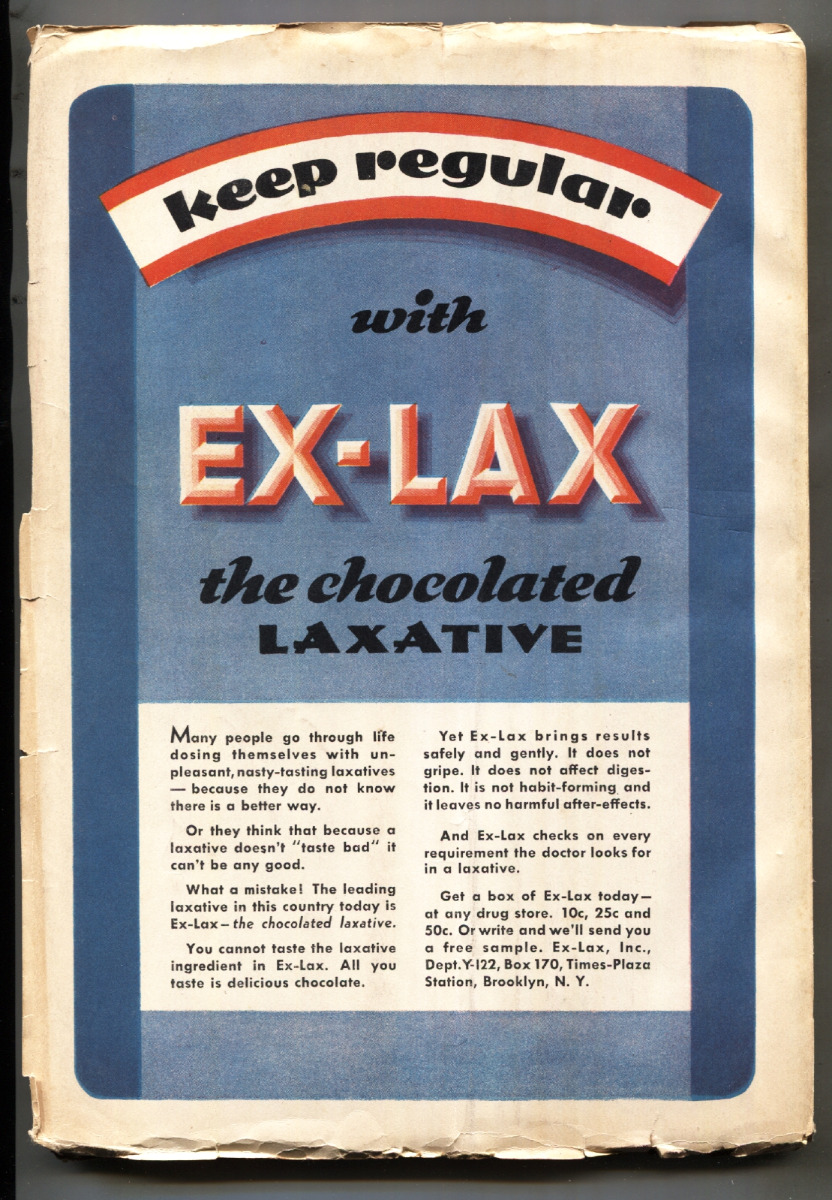 keep regular
with
EX-LAX
the chocolated
LAXATIVE
Many people go through life
dosing themselves with un-
pleasant, nasty-tasting laxatives
— because they do not know
there is a better way.
Or they think that because a
laxative doesn't "taste bad" it
can't be any good.
What a mistake! The leading
laxative in this country today is
Ex-Lax—the chocolated laxative.
You cannot taste the laxative
ingredient in Ex-Lax. All you
taste is delicious chocolate.
Yet Ex-Lax brings results
safely and gently. It does not
gripe. It does not affect diges-
tion. It is not habit-forming and
it leaves no harmful after-effects.
And Ex-Lax checks on every
requirement the doctor looks for
in a laxative.
Get a box of Ex-Lax today—
at any drug store. 10c, 25c and
50c. Or write and we'll send you
a free sample. Ex-Lax, Inc.,
Dept.Y-122, Box 170, Times-Plaza
Station, Brooklyn, N. Y.